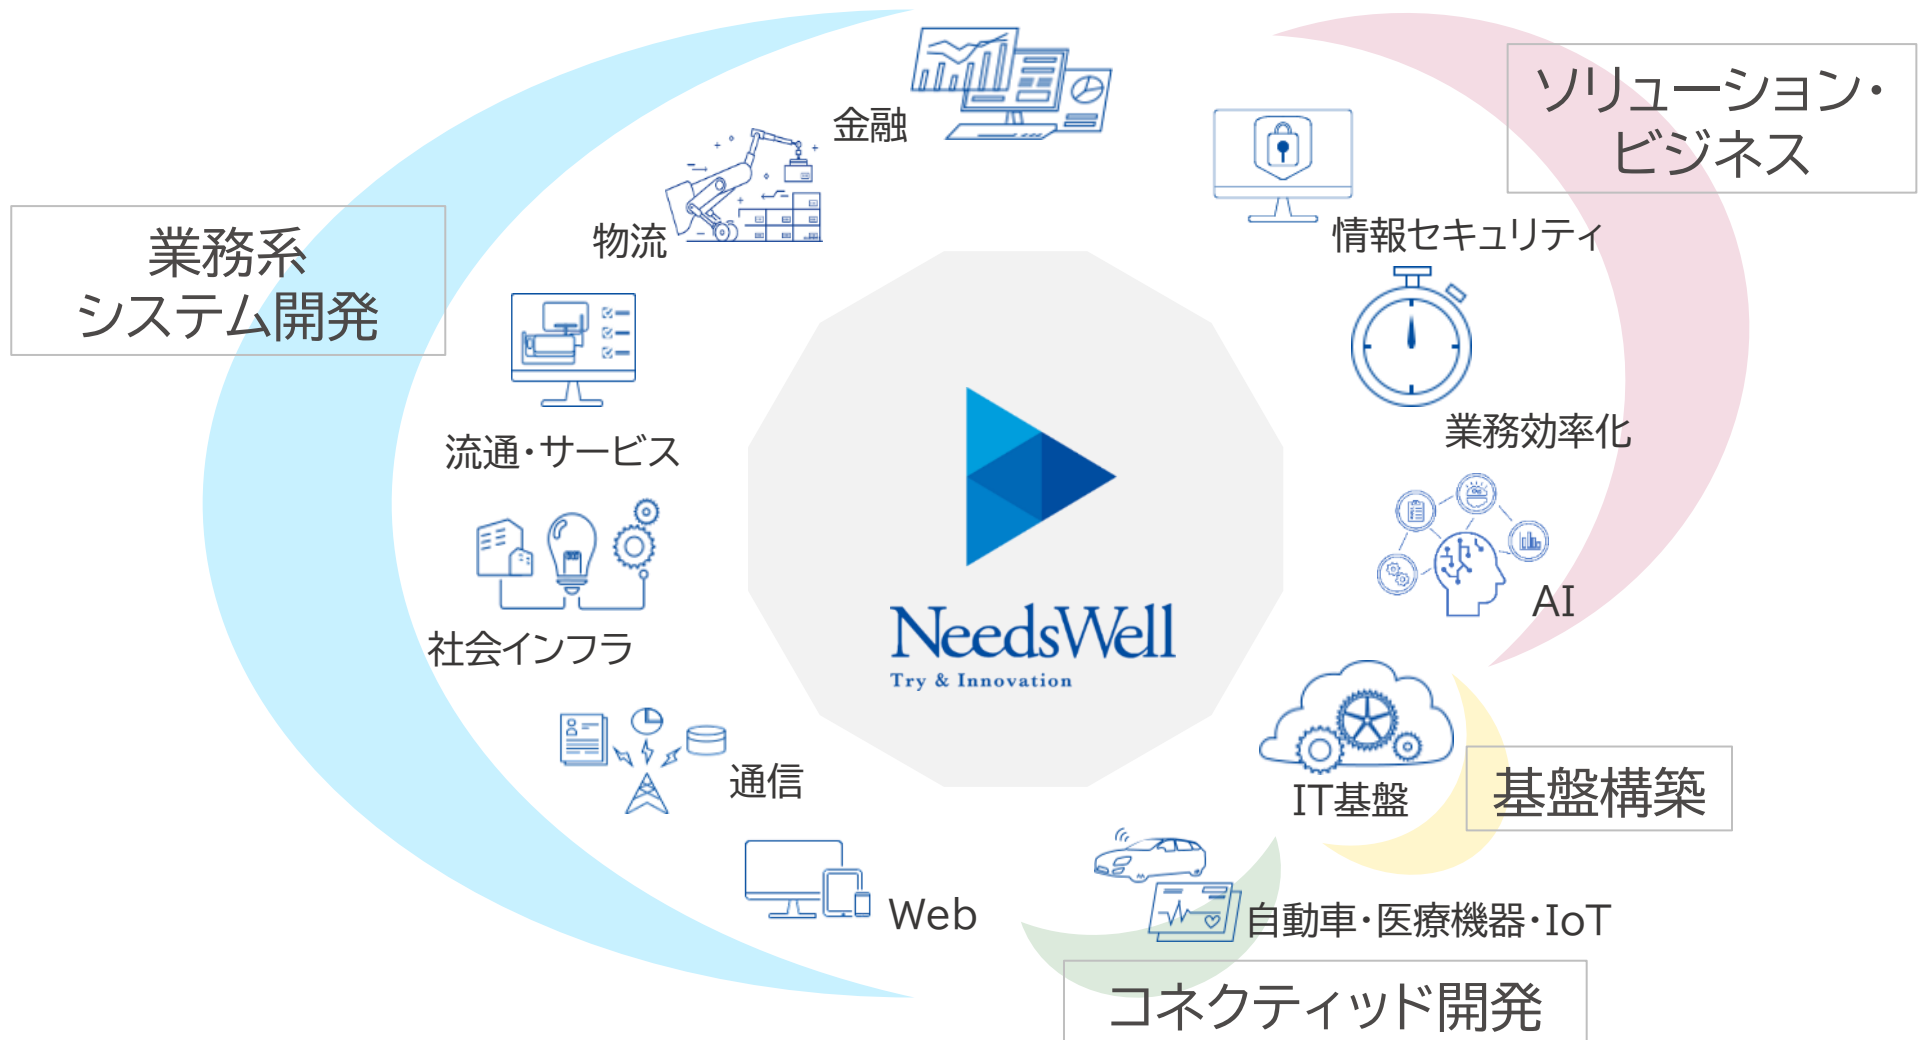 金融
ソリューション・
ビジネス
物流
情報セキュリティ
業務系
システム開発
業務効率化
流通・サービス
AI
NeedsWell
Try & Innovation
社会インフラ
通信
IT基盤
基盤構築
Web
自動車・医療機器・IoT
コネクティッド開発